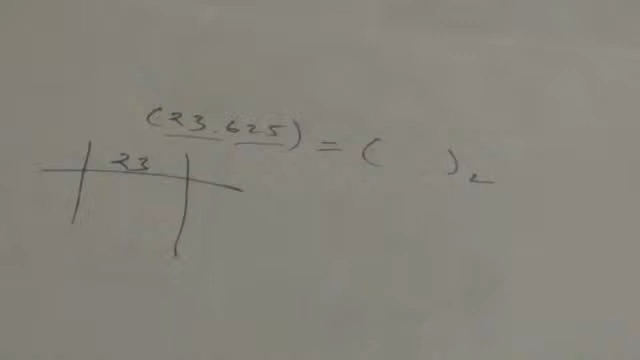 (23.625) = (    )₂
23